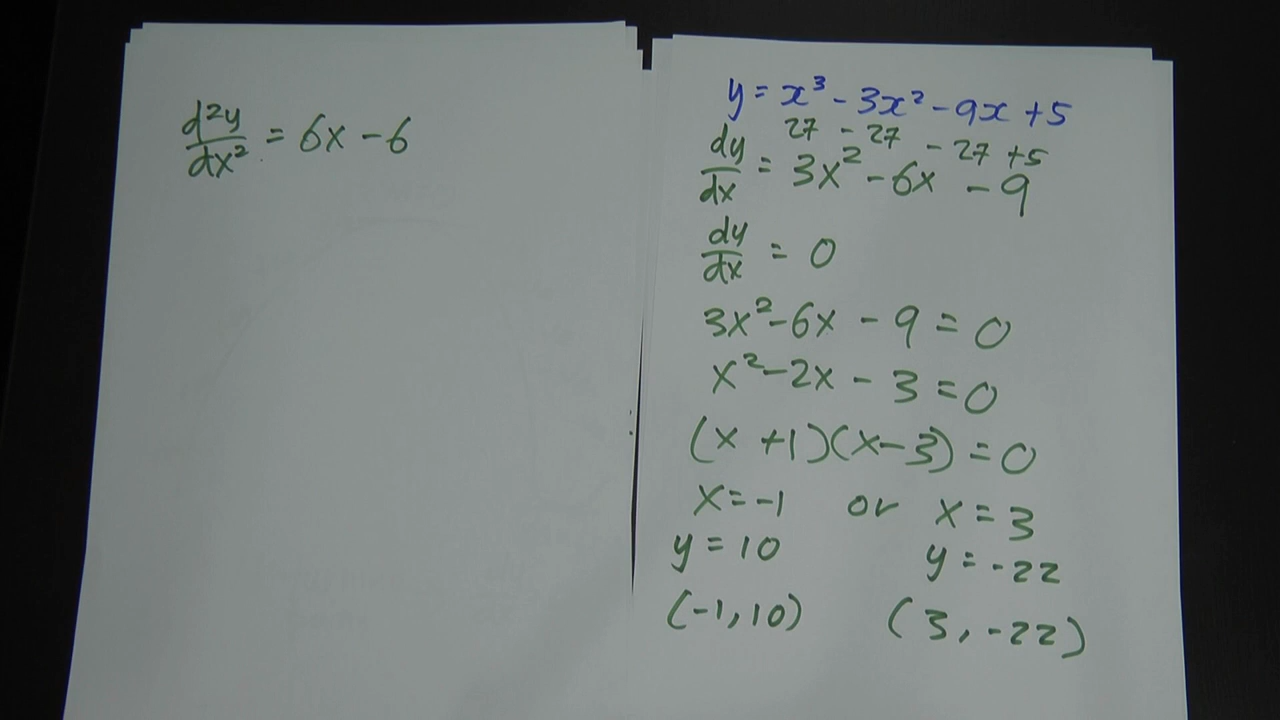 d²y/dx² = 6x - 6
y = x³ - 3x² - 9x + 5
27 - 27 - 27 + 5
dy/dx = 3x² - 6x - 9
dy/dx = 0
3x² - 6x - 9 = 0
x² - 2x - 3 = 0
(x + 1)(x - 3) = 0
x = -1 or x = 3
y = 10 y = -22
(-1, 10) (3, -22)